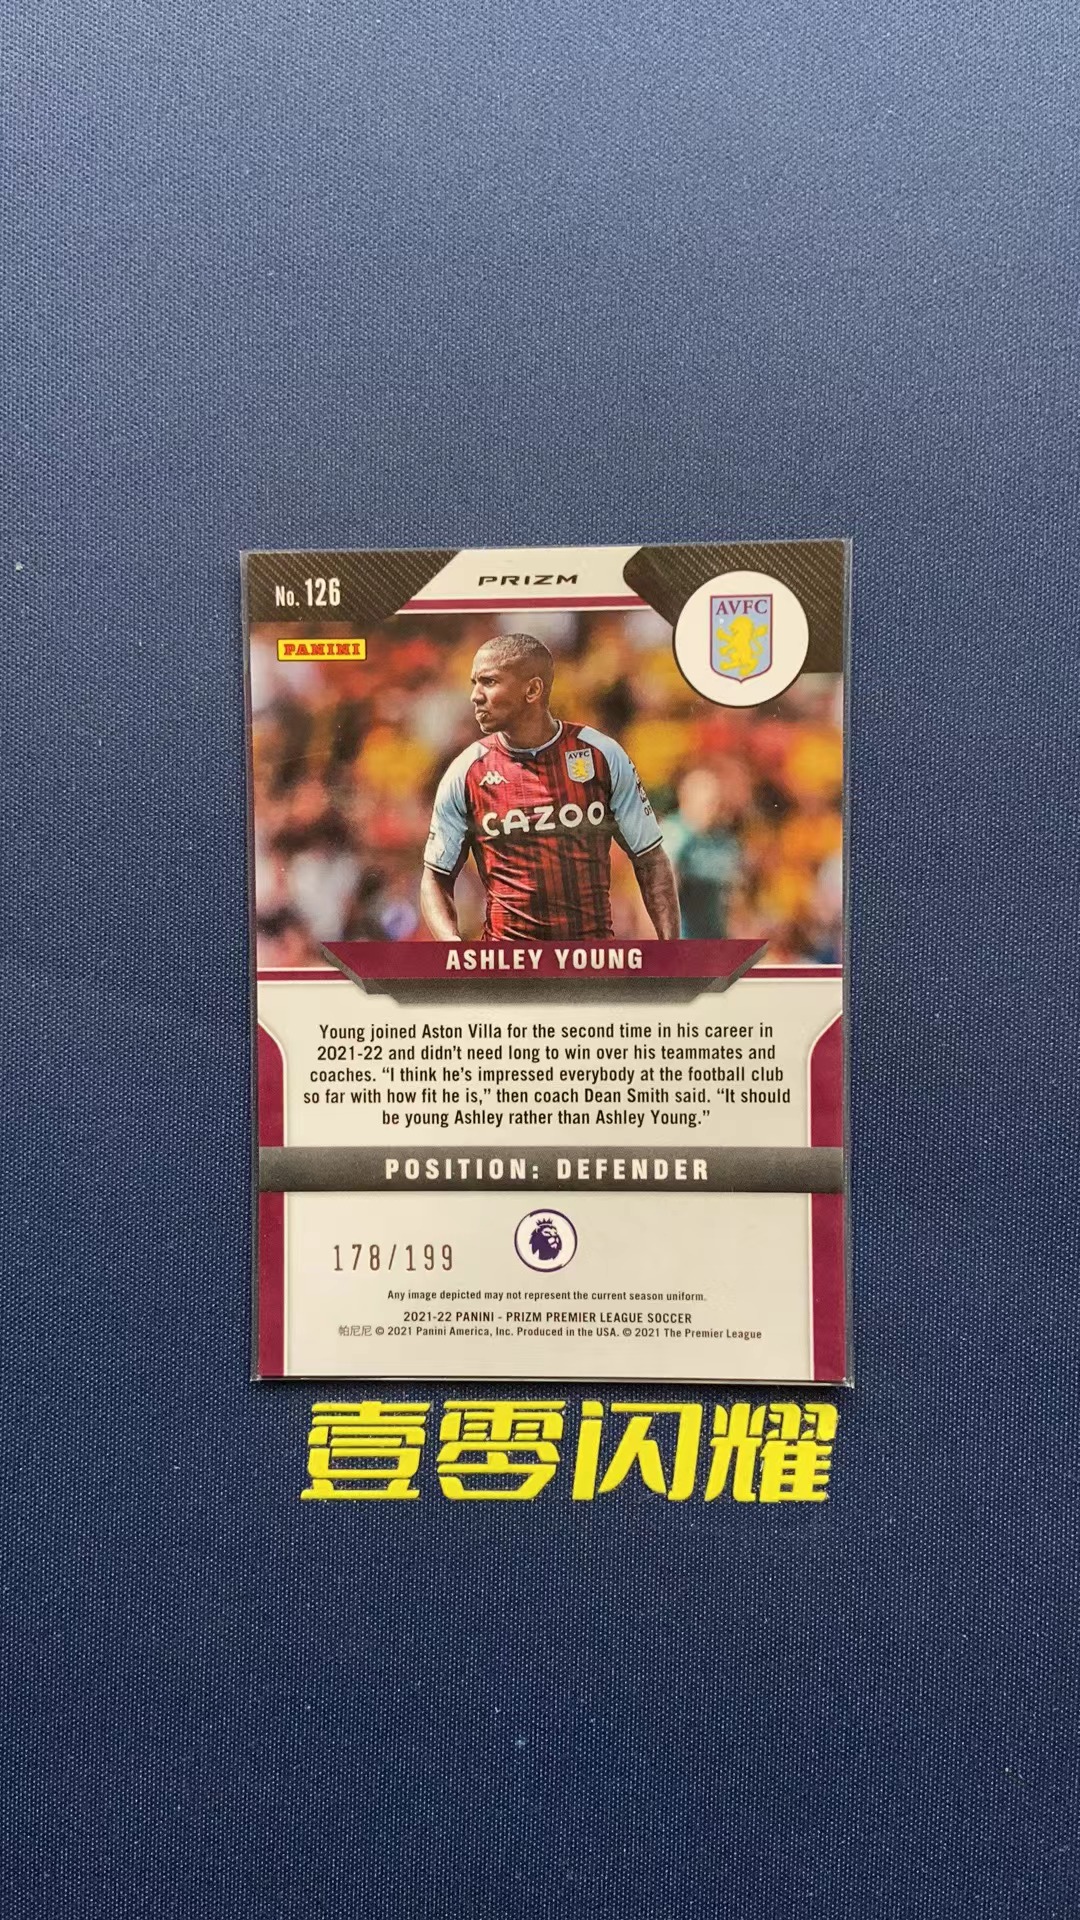 No. 126
PRIZM
PANINI
AVFC
AVFC
CAZOO
ASHLEY YOUNG
Young joined Aston Villa for the second time in his career in
2021-22 and didn't need long to win over his teammates and
coaches. “I think he's impressed everybody at the football club
so far with how fit he is,” then coach Dean Smith said. “It should
be young Ashley rather than Ashley Young.”
POSITION: DEFENDER
178/199
Any image depicted may not represent the current season uniform.
2021-22 PANINI - PRIZM PREMIER LEAGUE SOCCER
帕尼尼 © 2021 Panini America, Inc. Produced in the USA. © 2021 The Premier League
壹零闪耀